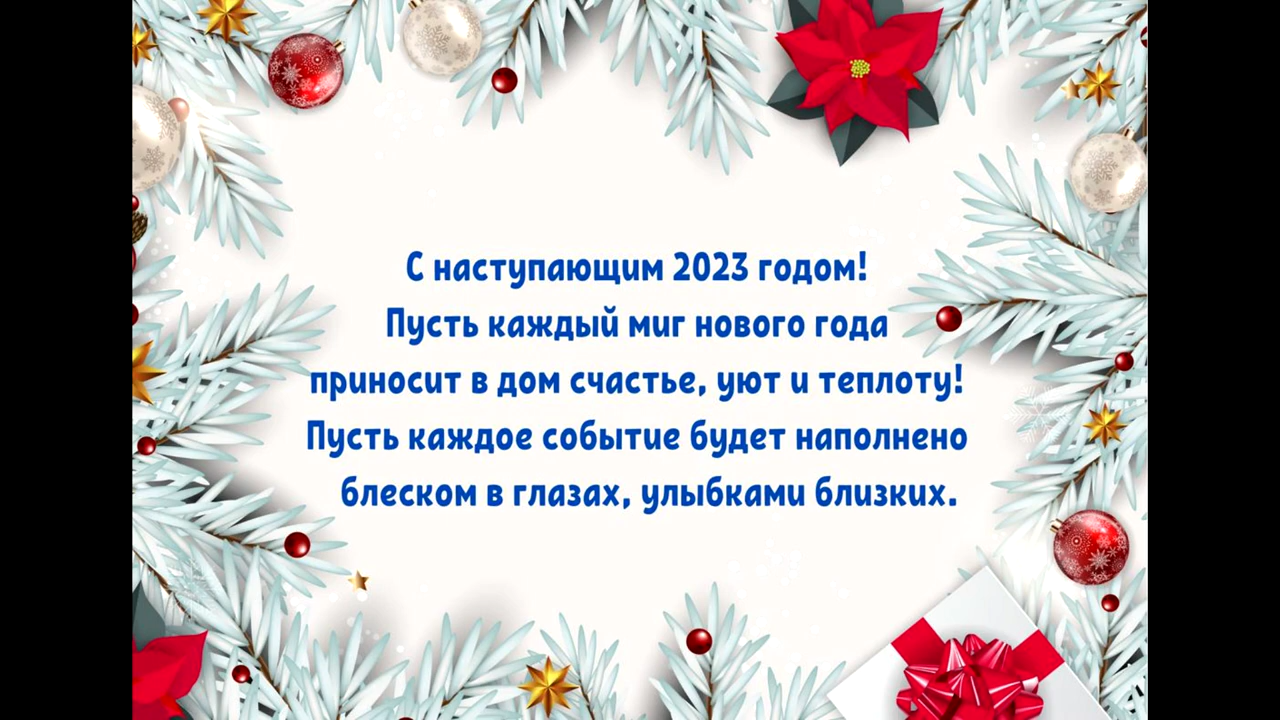 С наступающим 2023 годом!
Пусть каждый миг нового года
приносит в дом счастье, уют и теплоту!
Пусть каждое событие будет наполнено
блеском в глазах, улыбками близких.